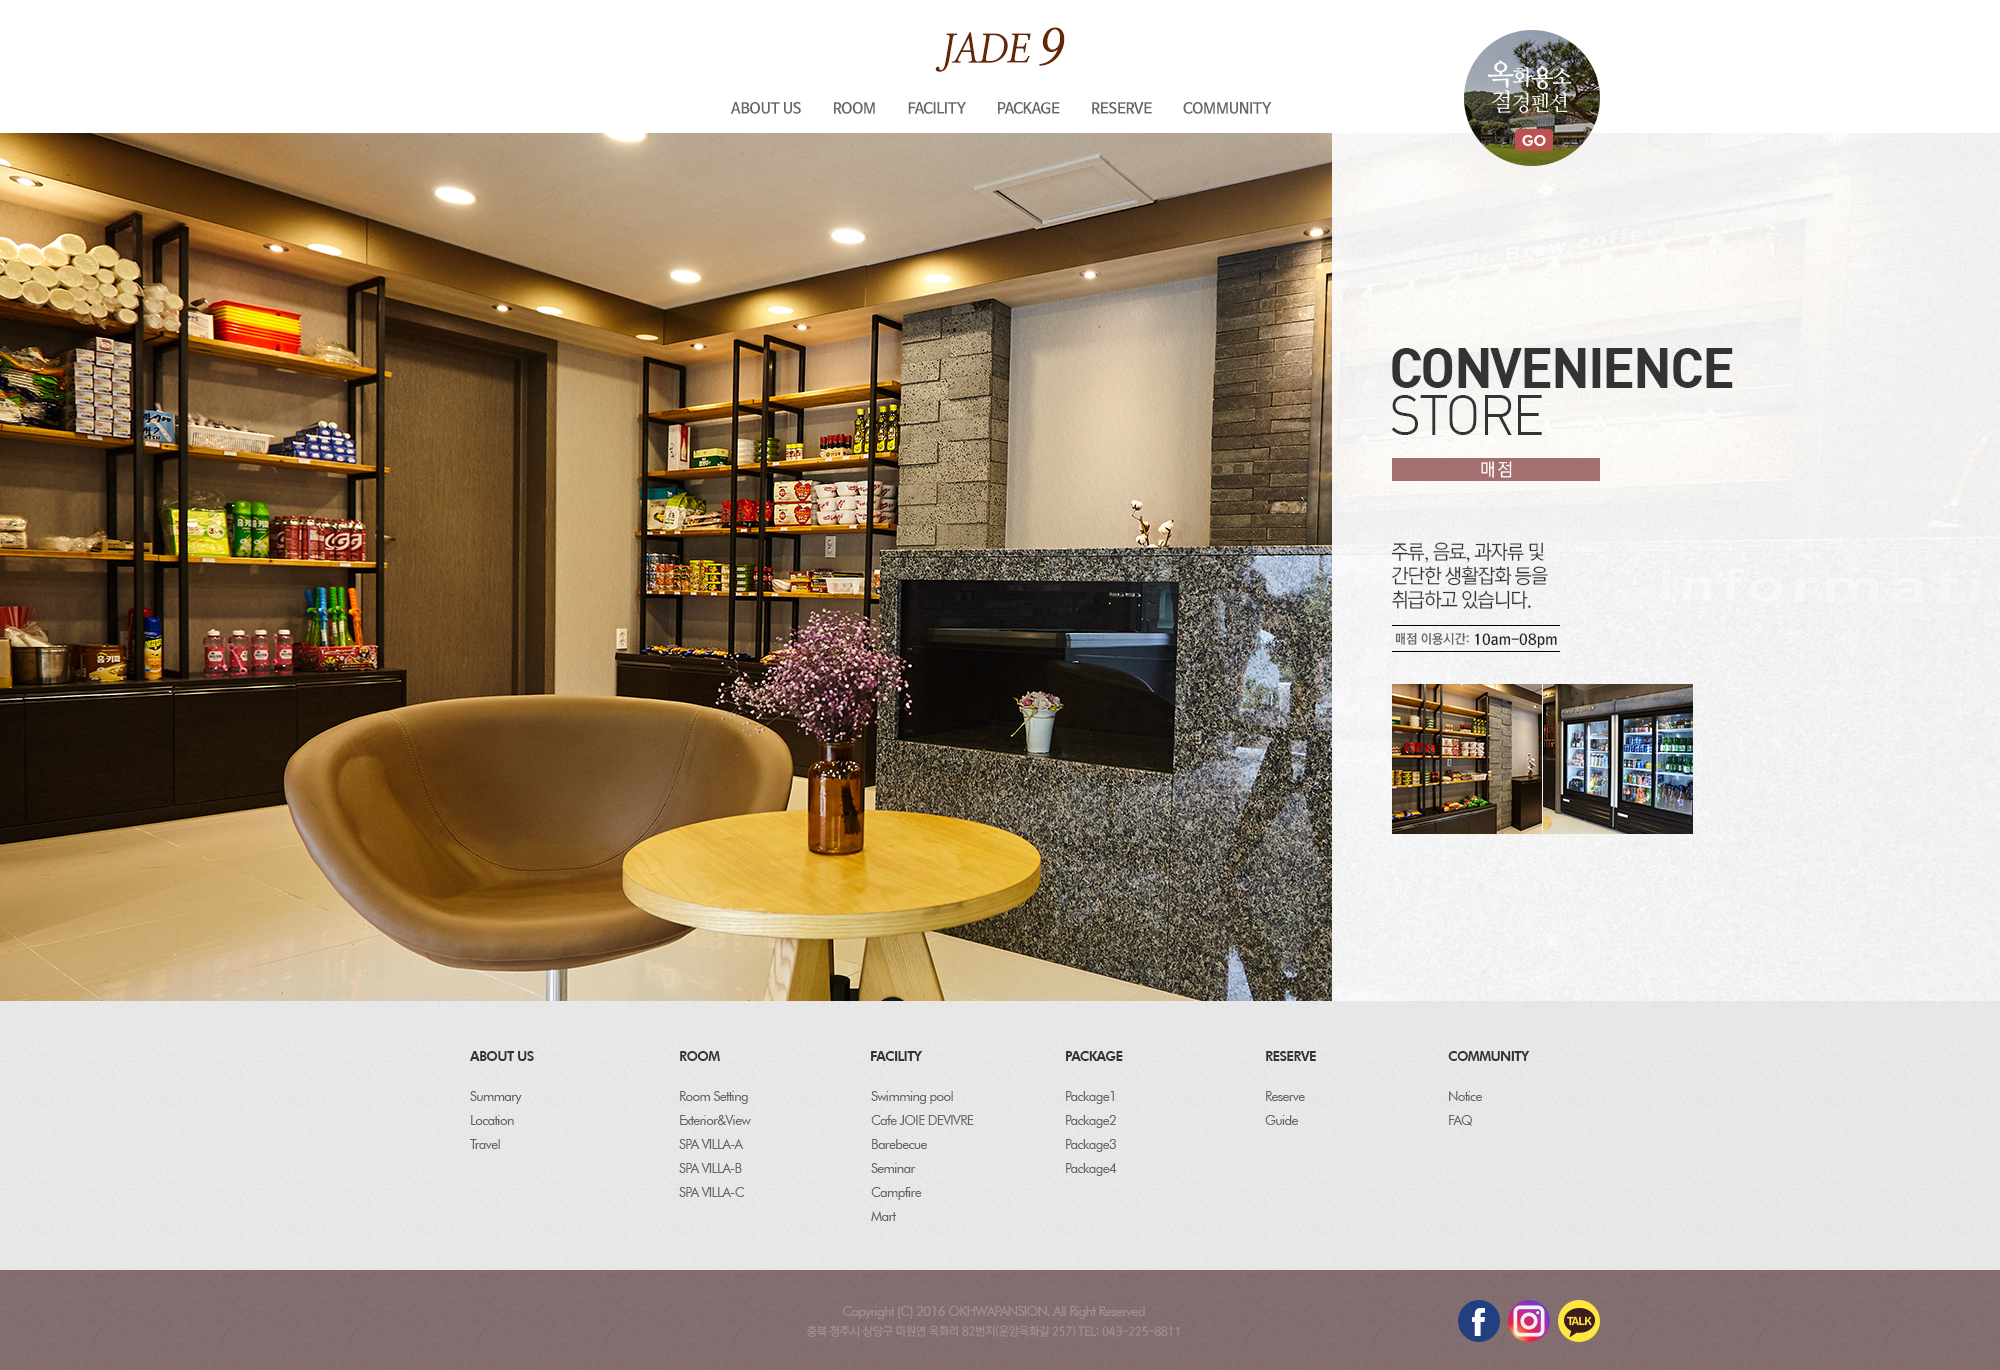 JADE 9
옥화용소
절경펜션
GO
ABOUT US ROOM FACILITY PACKAGE RESERVE COMMUNITY
CONVENIENCE
STORE
매점
주류, 음료, 과자류 및
간단한 생활잡화 등을
취급하고 있습니다.
매점 이용시간: 10am-08pm
ABOUT US
Summary
Location
Travel
ROOM
Room Setting
Exterior&View
SPA VILLA-A
SPA VILLA-B
SPA VILLA-C
FACILITY
Swimming pool
Cafe JOIE DEVIVRE
Barebecue
Seminar
Campfire
Mart
PACKAGE
Package1
Package2
Package3
Package4
RESERVE
Reserve
Guide
COMMUNITY
Notice
FAQ
Copyright (C) 2016 OKHWAPANSION. All Right Reserved
충북 청주시 상당구 미원면 옥화리 82번지(운암옥화길 257) TEL: 043-225-8811
TALK